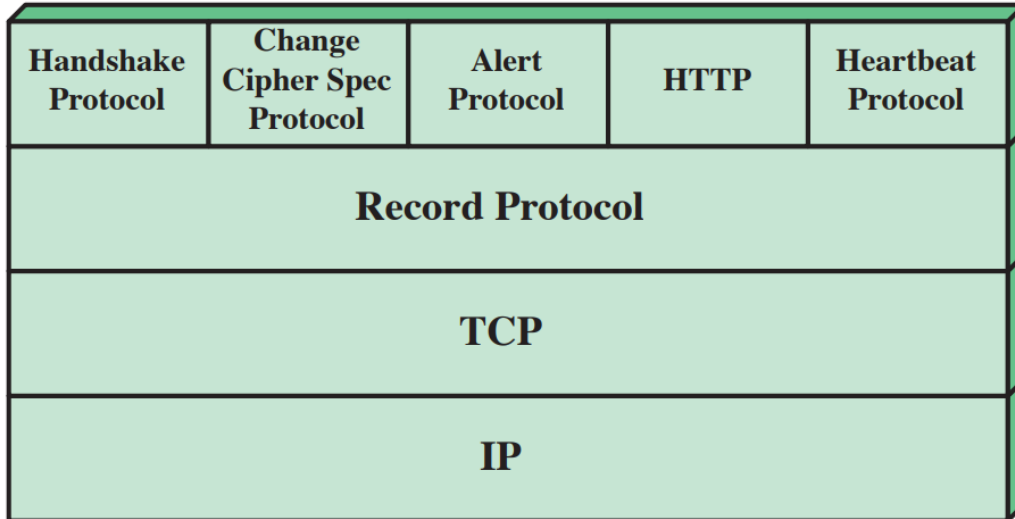 Handshake
Protocol
Change
Cipher Spec
Protocol
Alert
Protocol
HTTP
Heartbeat
Protocol
Record Protocol
TCP
IP